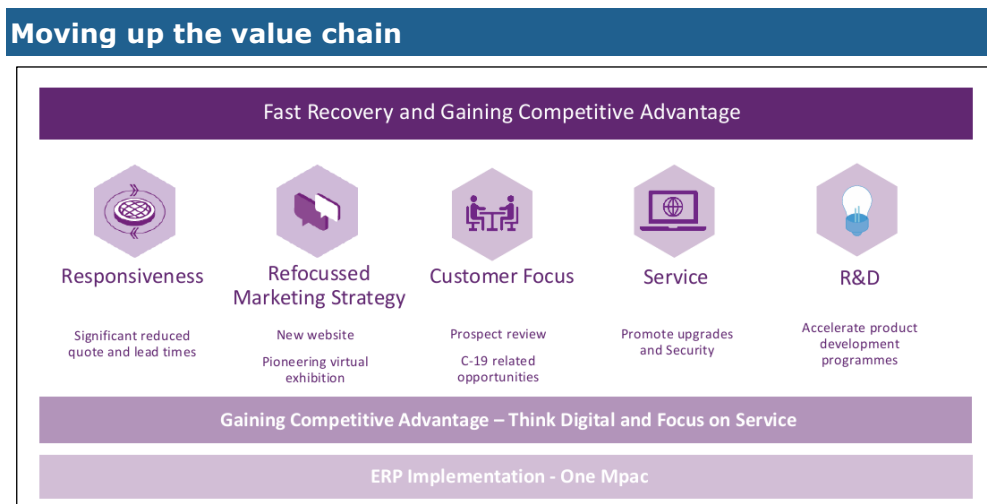 Moving up the value chain
Fast Recovery and Gaining Competitive Advantage
Responsiveness
Significant reduced
quote and lead times
Refocussed
Marketing Strategy
New website
Pioneering virtual
exhibition
Customer Focus
Prospect review
C-19 related
opportunities
Service
Promote upgrades
and Security
R&D
Accelerate product
development
programmes
Gaining Competitive Advantage – Think Digital and Focus on Service
ERP Implementation - One Mpac